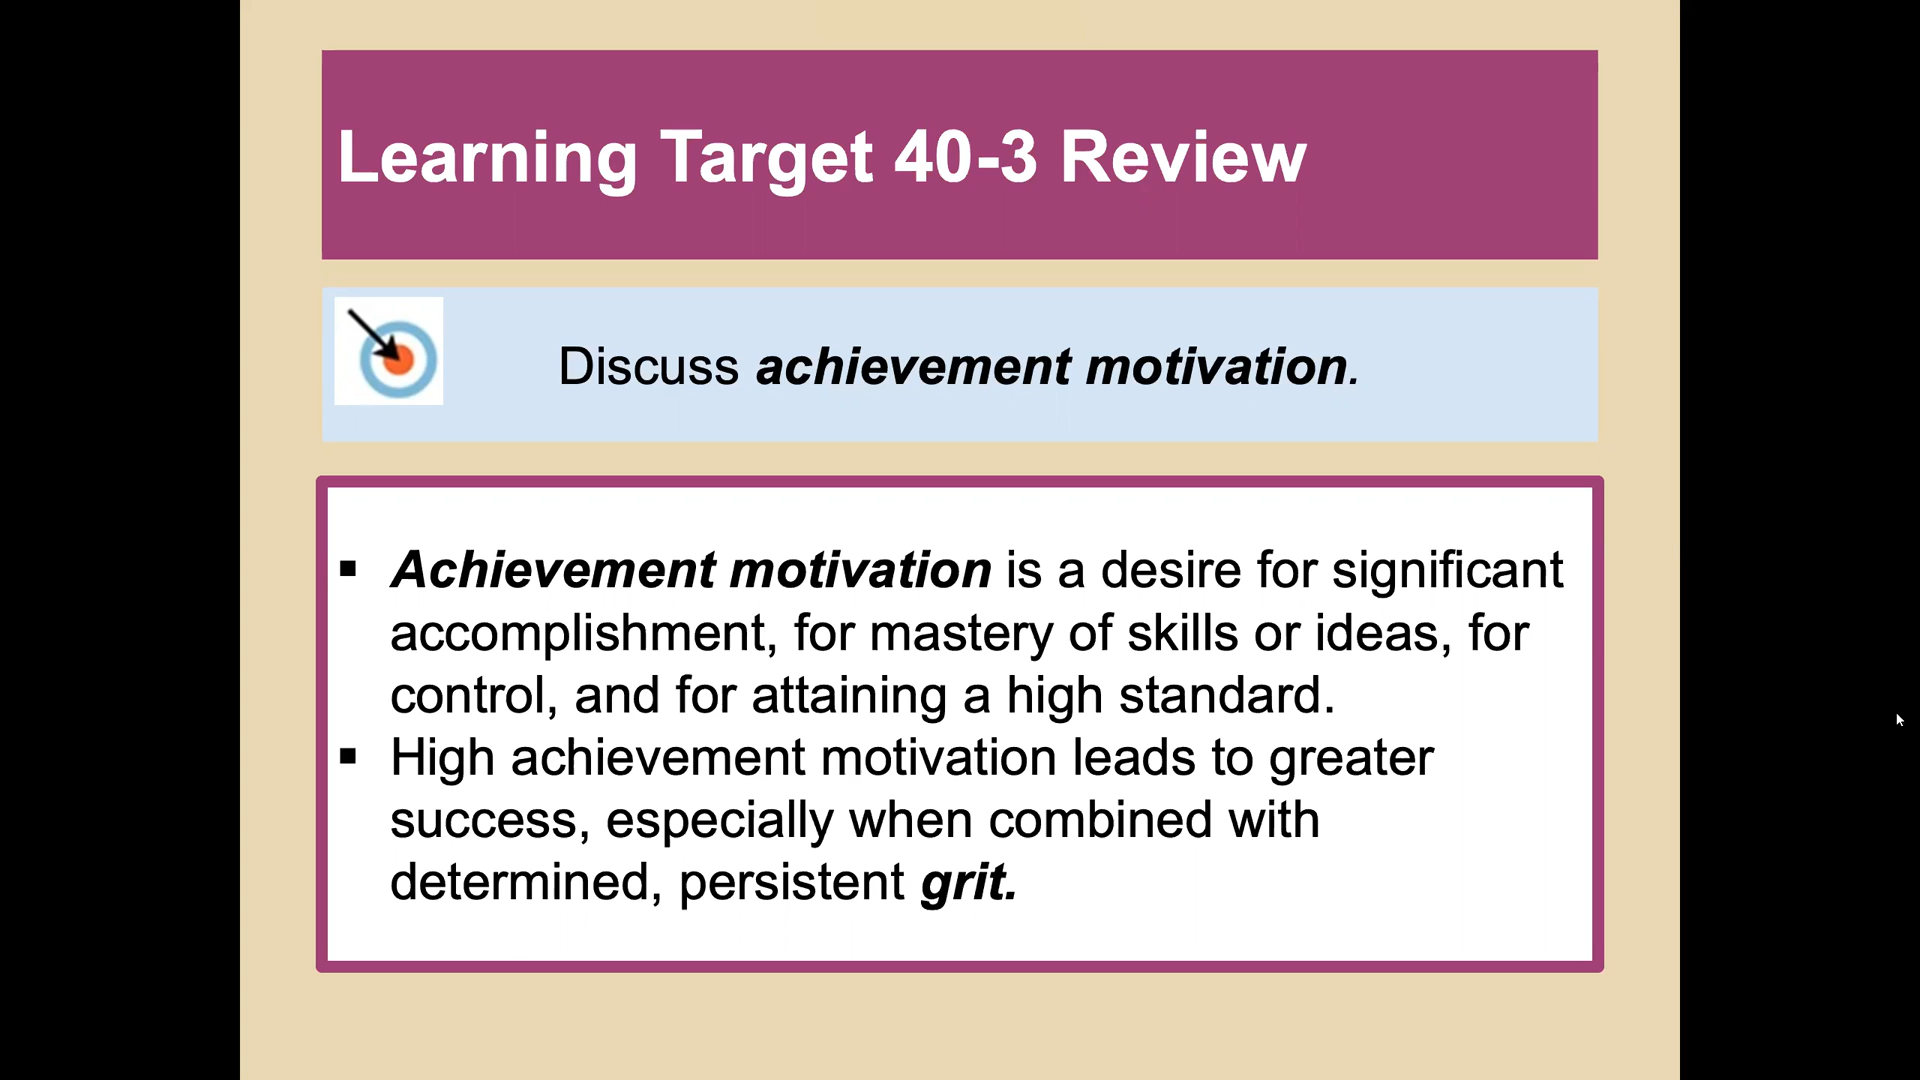 Learning Target 40-3 Review
Discuss achievement motivation.
▪ Achievement motivation is a desire for significant
accomplishment, for mastery of skills or ideas, for
control, and for attaining a high standard.
▪ High achievement motivation leads to greater
success, especially when combined with
determined, persistent grit.